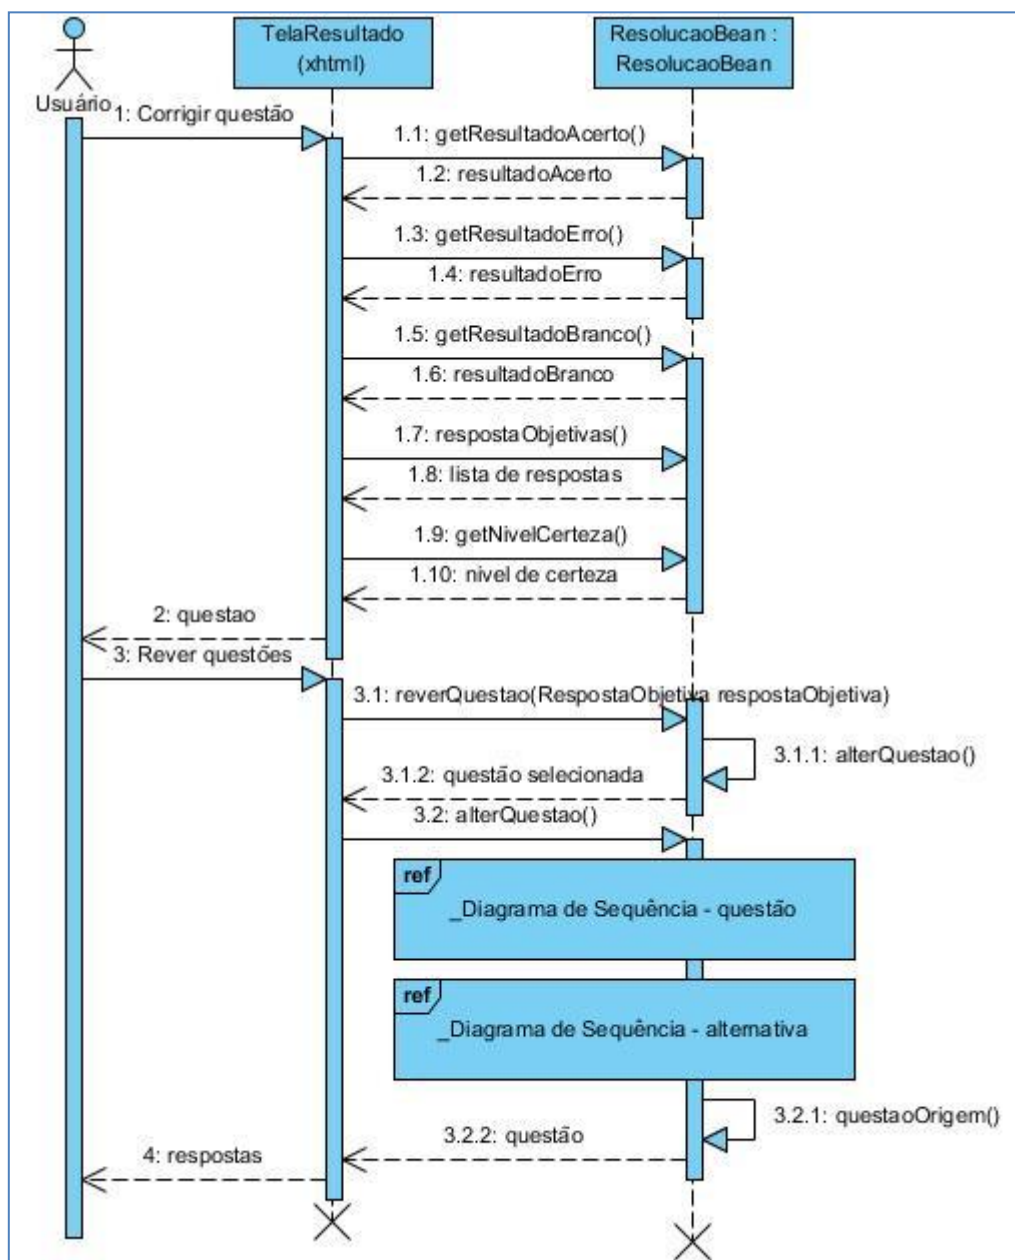 TelaResultado
(xhtml)
ResolucaoBean :
ResolucaoBean
Usuário
1: Corrigir questão
1.1: getResultadoAcerto()
1.2: resultadoAcerto
1.3: getResultadoErro()
1.4: resultadoErro
1.5: getResultadoBranco()
1.6: resultadoBranco
1.7: respostaObjetivas()
1.8: lista de respostas
1.9: getNivelCerteza()
1.10: nivel de certeza
2: questao
3: Rever questões
3.1: reverQuestao(RespostaObjetiva respostaObjetiva)
3.1.1: alterQuestao()
3.1.2: questão selecionada
3.2: alterQuestao()
ref
_Diagrama de Sequência - questão
ref
_Diagrama de Sequência - alternativa
3.2.1: questaoOrigem()
3.2.2: questão
4: respostas